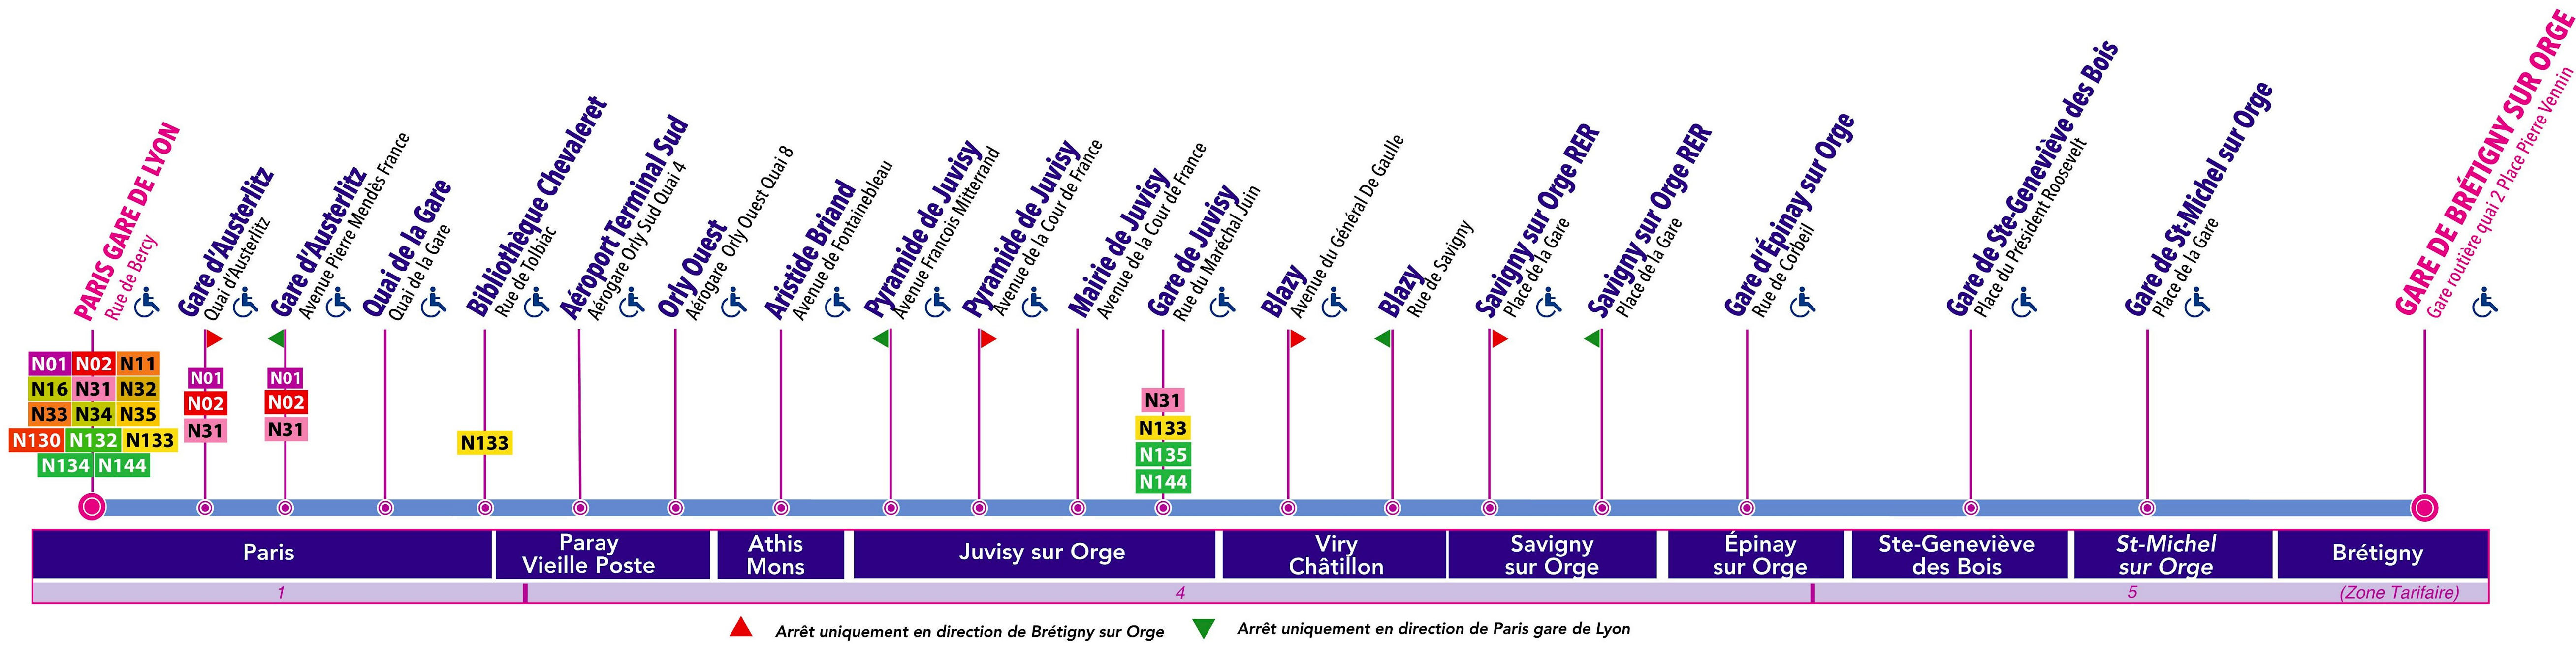 PARIS GARE DE LYON
Rue de Bercy
Gare d'Austerlitz
Quai d'Austerlitz
Gare d'Austerlitz
Avenue Pierre Mendès France
Quai de la Gare
Quai de la Gare
Bibliothèque Chevaleret
Rue de Tolbiac
Aéroport Terminal Sud
Aérogare Orly Sud Quai 4
Orly Ouest
Aérogare Orly Ouest Quai 8
Aristide Briand
Avenue de Fontainebleau
Pyramide de Juvisy
Avenue François Mitterrand
Pyramide de Juvisy
Avenue de la Cour de France
Mairie de Juvisy
Avenue de la Cour de France
Gare de Juvisy
Rue du Maréchal Juin
Blazy
Avenue du Général De Gaulle
Blazy
Rue de Savigny
Savigny sur Orge RER
Place de la Gare
Savigny sur Orge RER
Place de la Gare
Gare d'Épinay sur Orge
Rue de Corbeil
Gare de Ste-Geneviève des Bois
Place du Président Roosevelt
Gare de St-Michel sur Orge
Place de la Gare
GARE DE BRÉTIGNY SUR ORGE
Gare routière quai 2 Place Pierre Vennin
N01 N02 N11
N16 N31 N32
N33 N34 N35
N130 N132 N133
N134 N144
N01
N02
N31
N01
N02
N31
N133
N31
N133
N135
N144
Paris
Paray
Vieille Poste
Athis
Mons
Juvisy sur Orge
Viry
Châtillon
Savigny
sur Orge
Épinay
sur Orge
Ste-Geneviève
des Bois
St-Michel
sur Orge
Brétigny
1
4
5
(Zone Tarifaire)
Arrêt uniquement en direction de Brétigny sur Orge
Arrêt uniquement en direction de Paris gare de Lyon